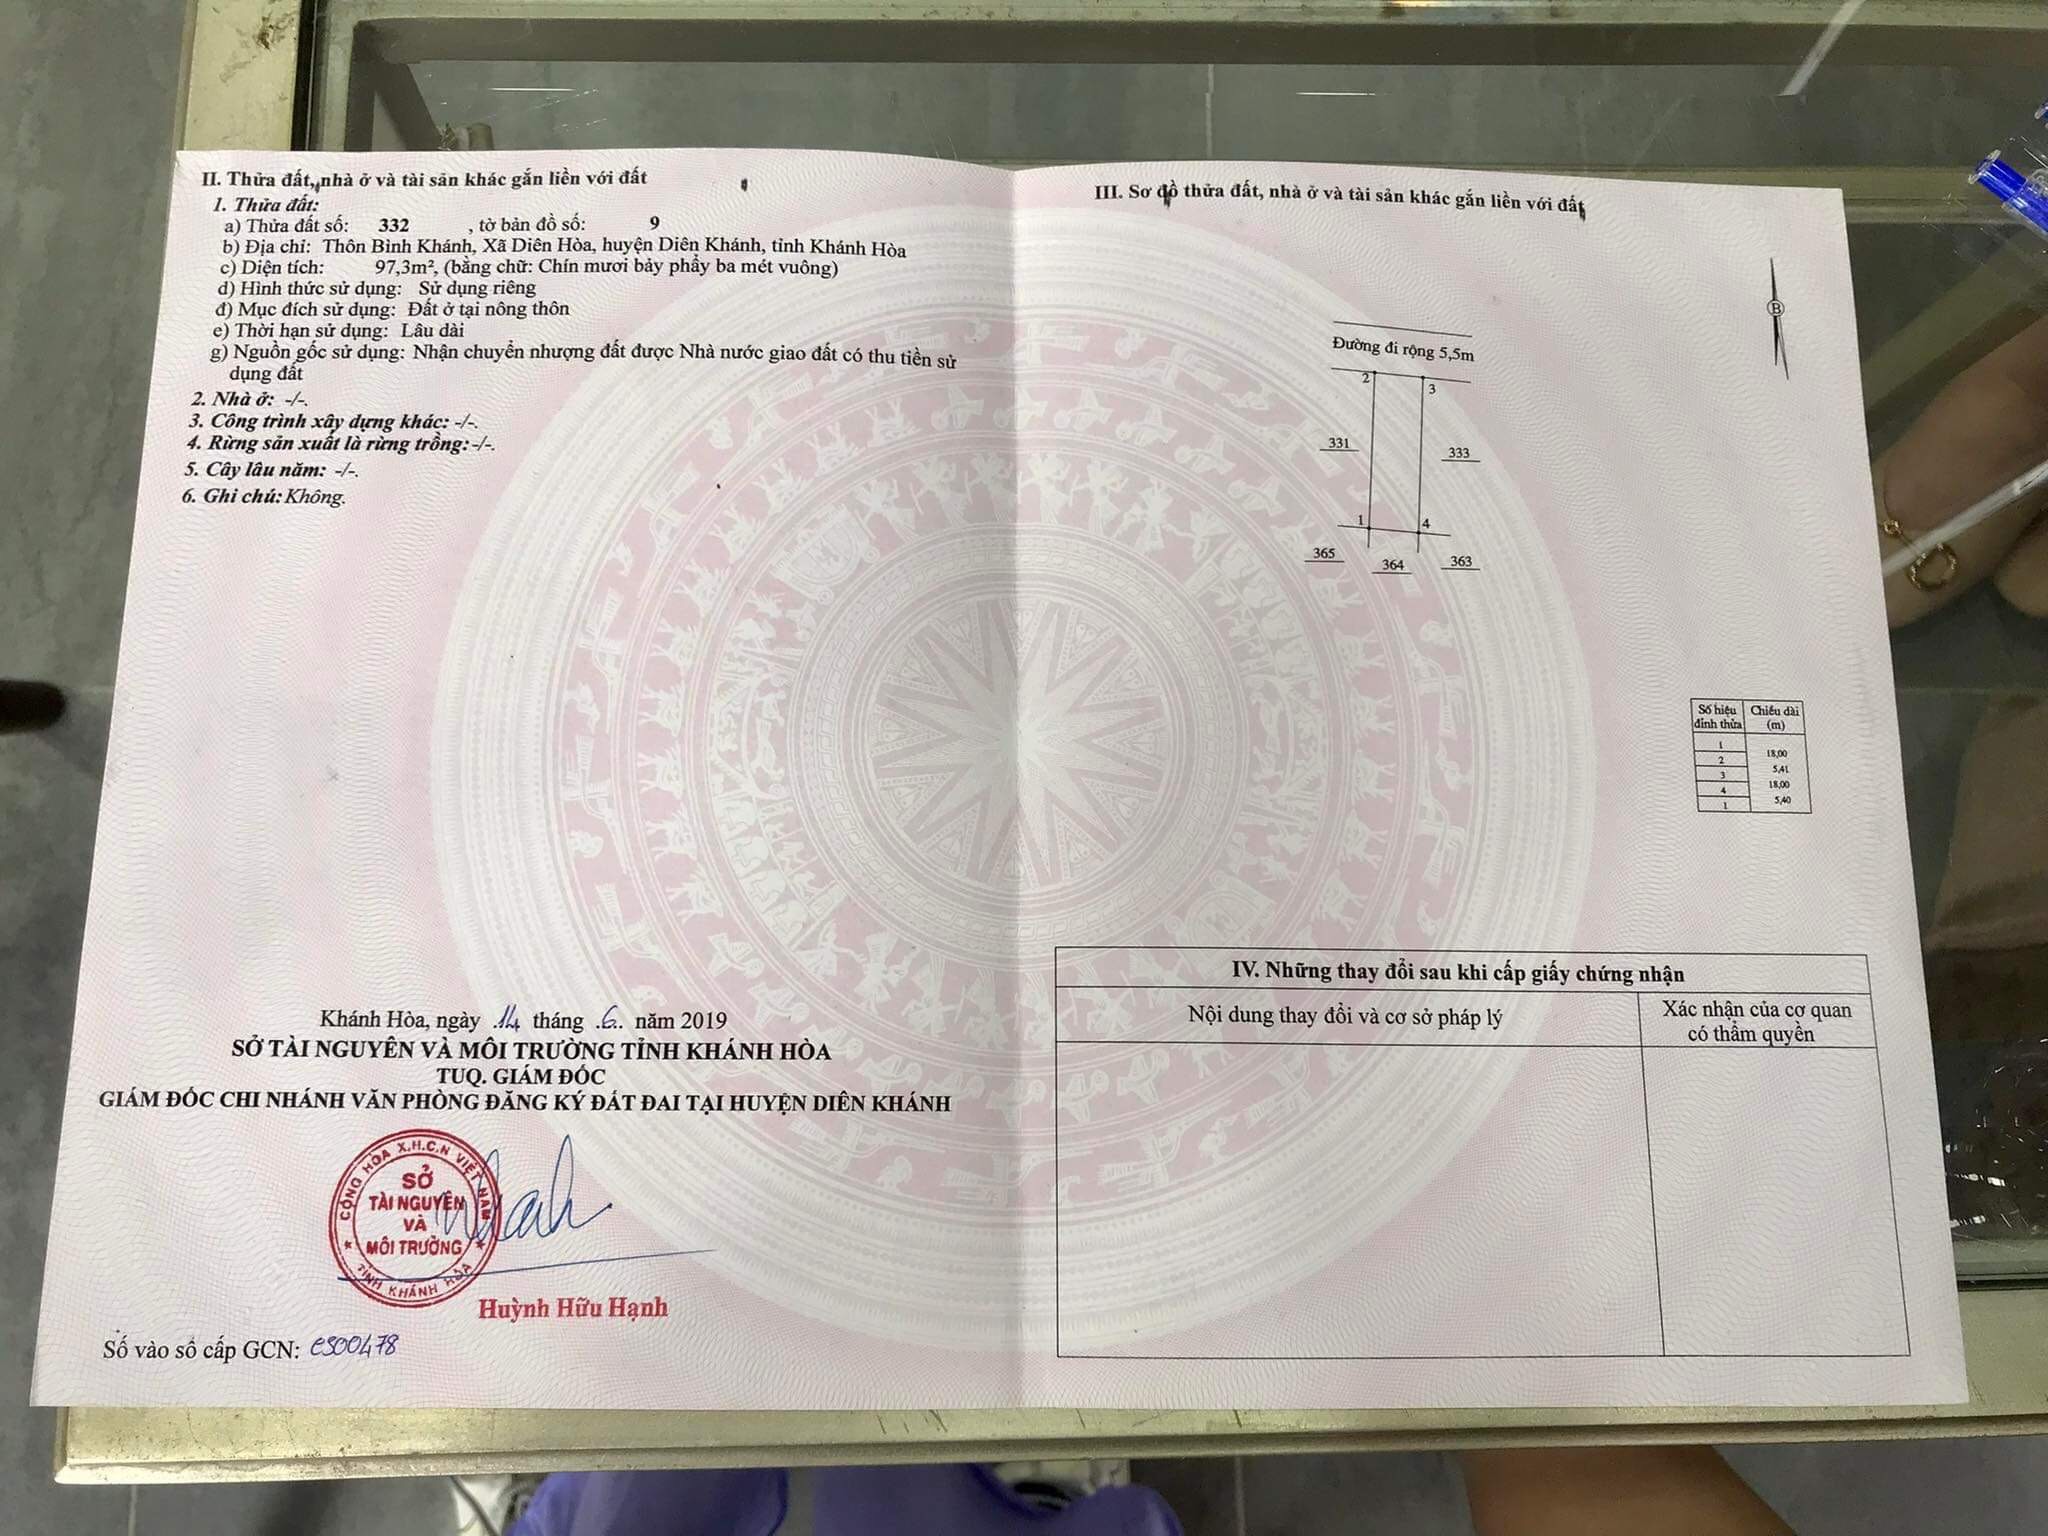 II. Thửa đất, nhà ở và tài sản khác gắn liền với đất
1. Thửa đất:
a) Thửa đất số: 332 , tờ bản đồ số: 9
b) Địa chỉ: Thôn Bình Khánh, Xã Diên Hòa, huyện Diên Khánh, tỉnh Khánh Hòa
c) Diện tích: 97,3m², (bằng chữ: Chín mươi bảy phẩy ba mét vuông)
d) Hình thức sử dụng: Sử dụng riêng
đ) Mục đích sử dụng: Đất ở tại nông thôn
e) Thời hạn sử dụng: Lâu dài
g) Nguồn gốc sử dụng: Nhận chuyển nhượng đất được Nhà nước giao đất có thu tiền sử
dụng đất
2. Nhà ở: -/-.
3. Công trình xây dựng khác: -/-.
4. Rừng sản xuất là rừng trồng: -/-.
5. Cây lâu năm: -/-.
6. Ghi chú: Không.
Khánh Hòa, ngày 14 tháng 6 năm 2019
SỞ TÀI NGUYÊN VÀ MÔI TRƯỜNG TỈNH KHÁNH HÒA
TUQ. GIÁM ĐỐC
GIÁM ĐỐC CHI NHÁNH VĂN PHÒNG ĐĂNG KÝ ĐẤT ĐAI TẠI HUYỆN DIÊN KHÁNH
CỘNG HÒA X.H.C.N VIỆT NAM
SỞ
TÀI NGUYÊN
VÀ
MÔI TRƯỜNG
TỈNH KHÁNH HÒA
Huỳnh Hữu Hạnh
Số vào sổ cấp GCN: CS00478
III. Sơ đồ thửa đất, nhà ở và tài sản khác gắn liền với đất
B
Đường đi rộng 5,5m
2 3
331 333
1 4
365 364 363
Số hiệu đỉnh thửa Chiều dài (m)
1
18,00
2
5,41
3
18,00
4
5,40
1
IV. Những thay đổi sau khi cấp giấy chứng nhận
Nội dung thay đổi và cơ sở pháp lý
Xác nhận của cơ quan
có thẩm quyền